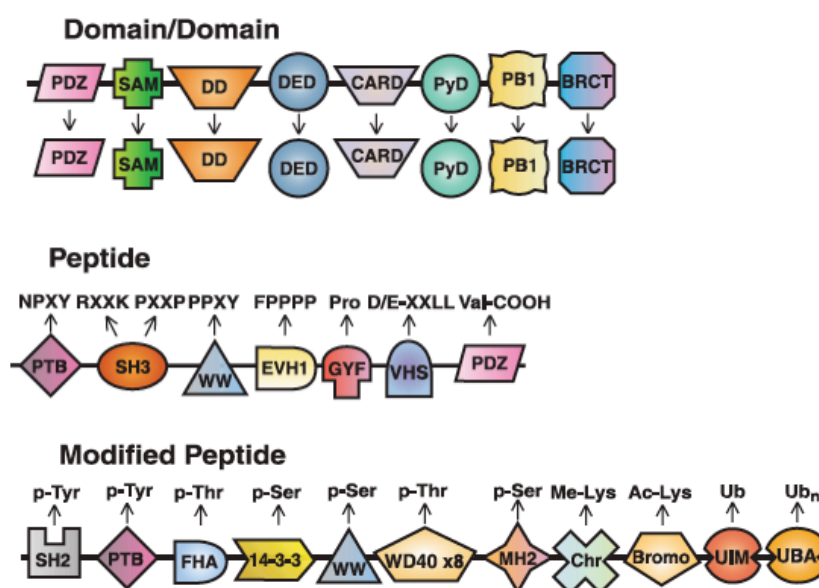 Domain/Domain
PDZ SAM DD DED CARD PyD PB1 BRCT
PDZ SAM DD DED CARD PyD PB1 BRCT
Peptide
NPXY RXXK PXXP PPXY FPPPP Pro D/E-XXLL Val-COOH
PTB SH3 WW EVH1 GYF VHS PDZ
Modified Peptide
p-Tyr p-Tyr p-Thr p-Ser p-Ser p-Thr p-Ser Me-Lys Ac-Lys Ub Ubn
SH2 PTB FHA 14-3-3 WW WD40 x8 MH2 Chr Bromo UIM UBA